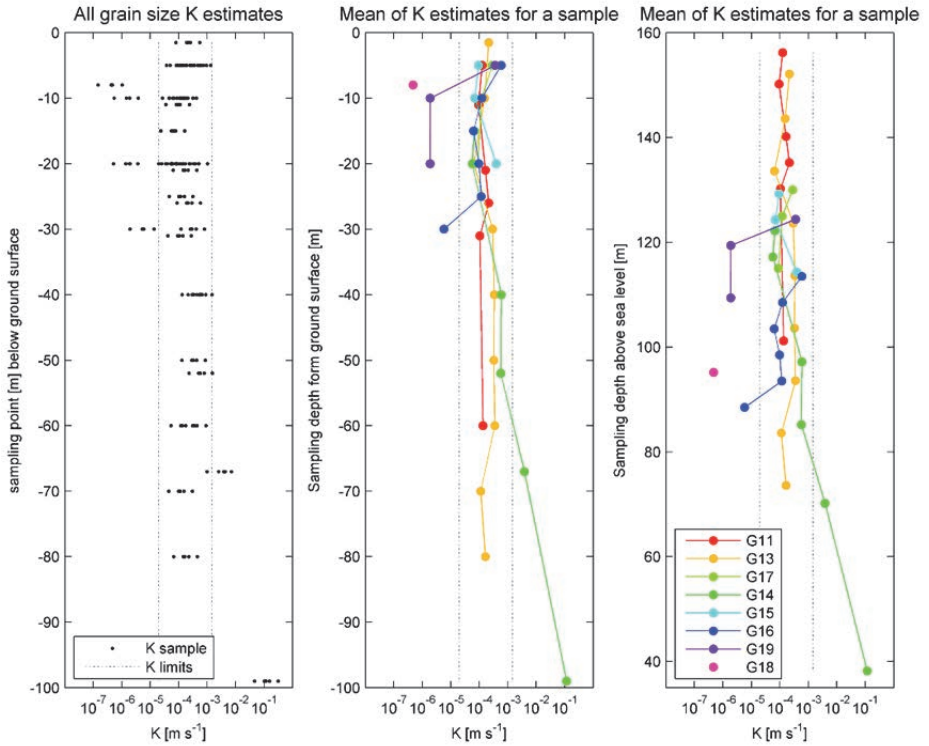 All grain size K estimates
0
-10
-20
-30
-40
-50
-60
-70
-80
-90
-100
sampling point [m] below ground surface
K sample
K limits
10-7 10-6 10-5 10-4 10-3 10-2 10-1
K [m s-1]
Mean of K estimates for a sample
0
-10
-20
-30
-40
-50
-60
-70
-80
-90
-100
Sampling depth form ground surface [m]
10-7 10-6 10-5 10-4 10-3 10-2 10-1
K [m s-1]
Mean of K estimates for a sample
160
140
120
100
80
60
40
Sampling depth above sea level [m]
G11
G13
G17
G14
G15
G16
G19
G18
10-7 10-6 10-5 10-4 10-3 10-2 10-1
K [m s-1]